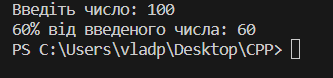 Введіть число: 100
60% від введеного числа: 60
PS C:\Users\vladp\Desktop\CPP>